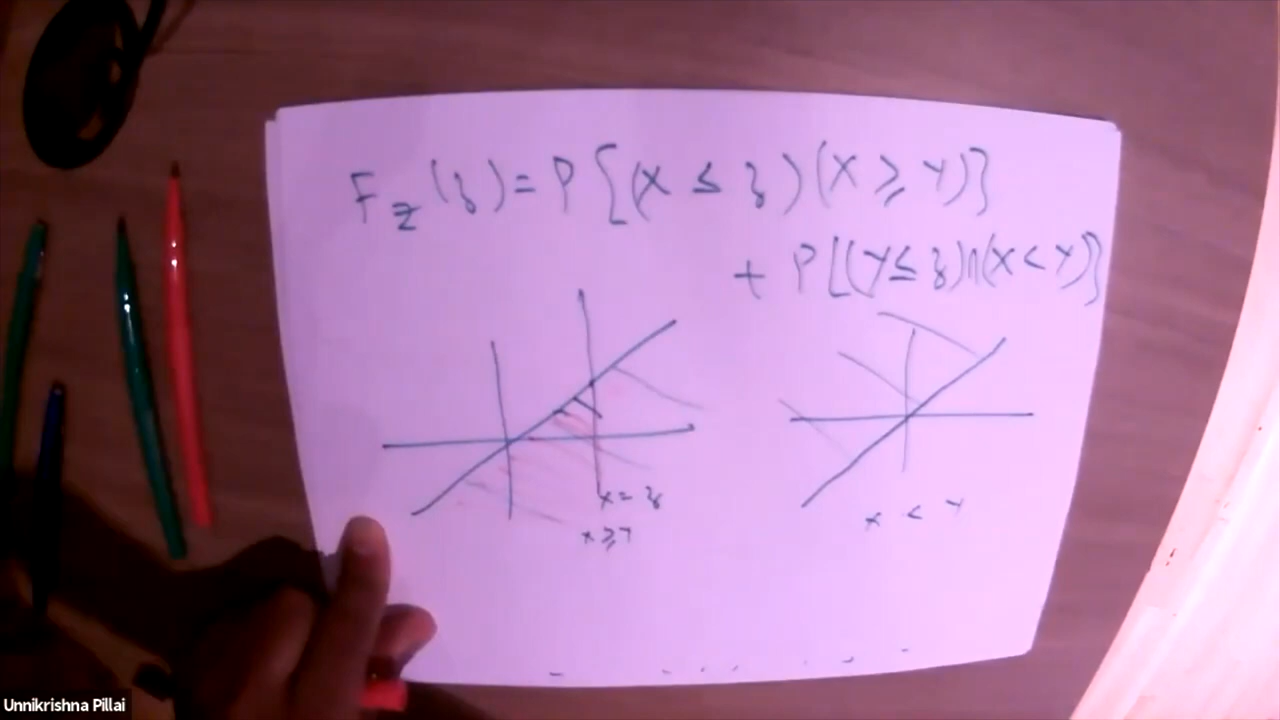 F_z(z) = P{(X ≤ z)(X ≥ Y)}
+ P[(Y ≤ z)∩(X < Y)}
x = z
x ≥ Y
x < Y
Unnikrishna Pillai